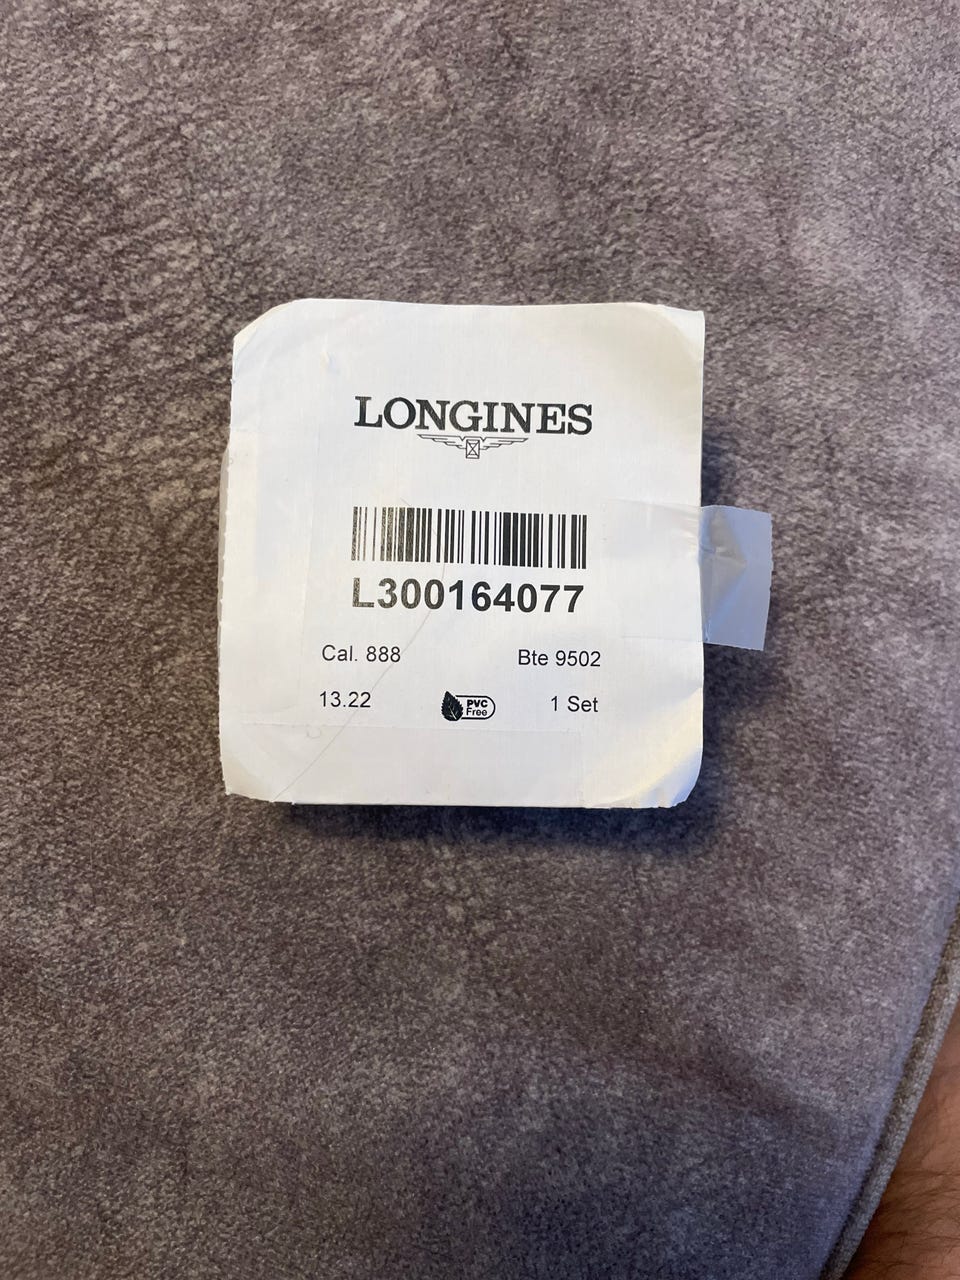 LONGINES
L300164077
Cal. 888 Bte 9502
13.22 PVC Free 1 Set